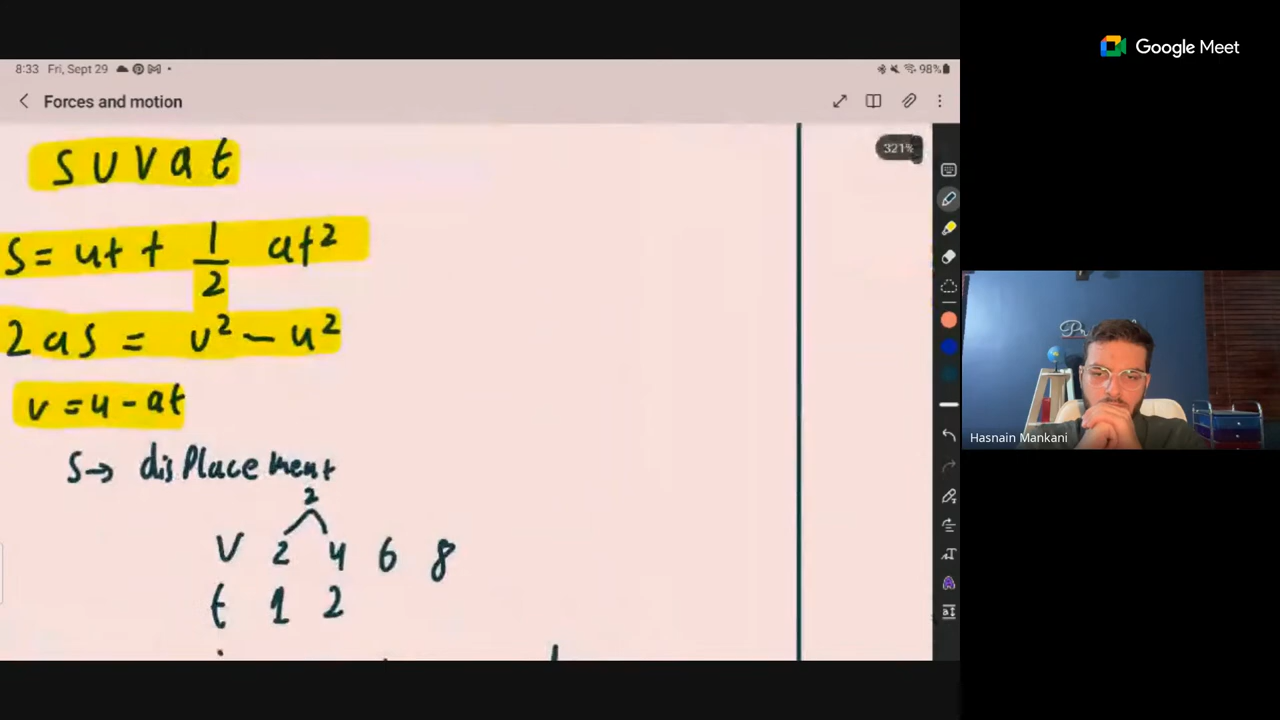 Google Meet
8:33 Fri, Sept 29
98%
Forces and motion
321%
S U V a t
S = ut + 1/2 at²
2as = v² - u²
v = u - at
S → displacement
2
V 2 4 6 8
t 1 2
Hasnain Mankani